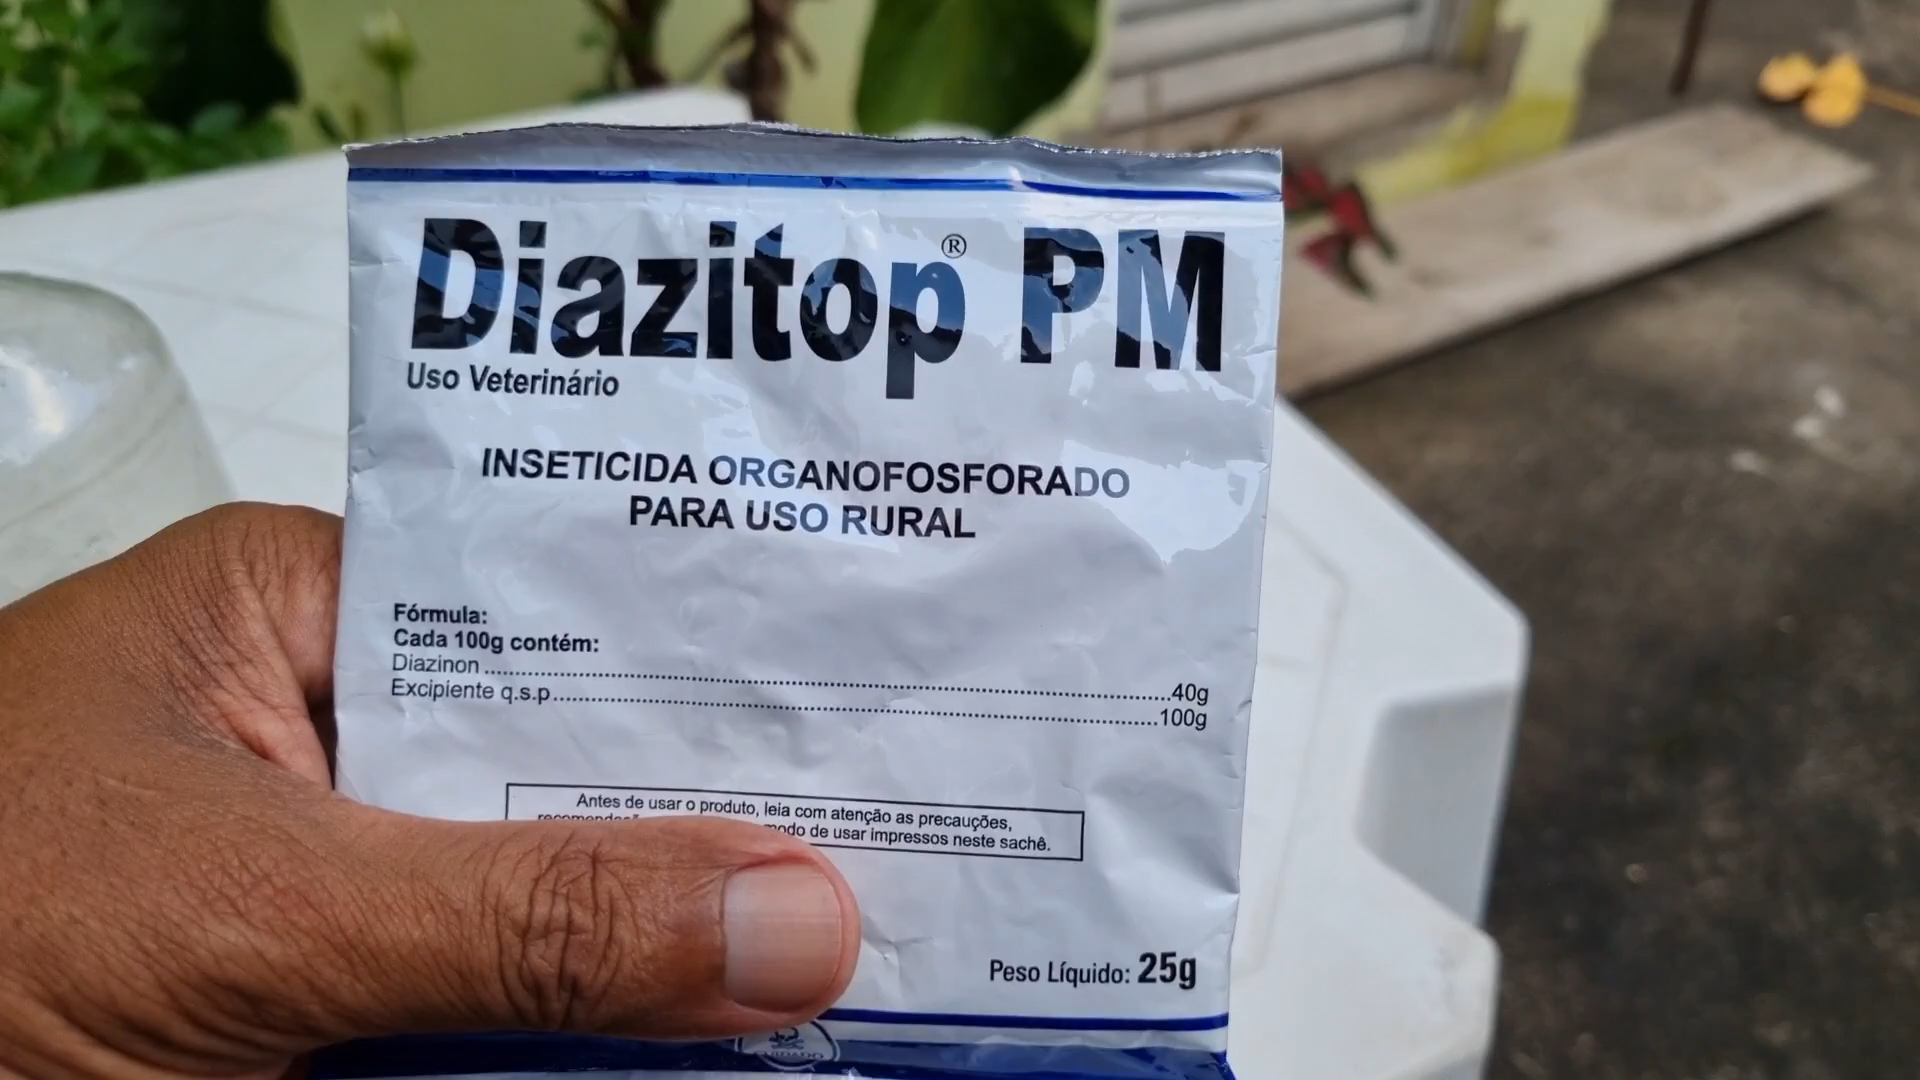 Diazitop® PM
Uso Veterinário
INSETICIDA ORGANOFOSFORADO
PARA USO RURAL
Fórmula:
Cada 100g contém:
Diazinon ........................................................................................................40g
Excipiente q.s.p............................................................................................100g
Antes de usar o produto, leia com atenção as precauções,
de usar impressos neste sachê.
Peso Líquido: 25g
CUIDADO